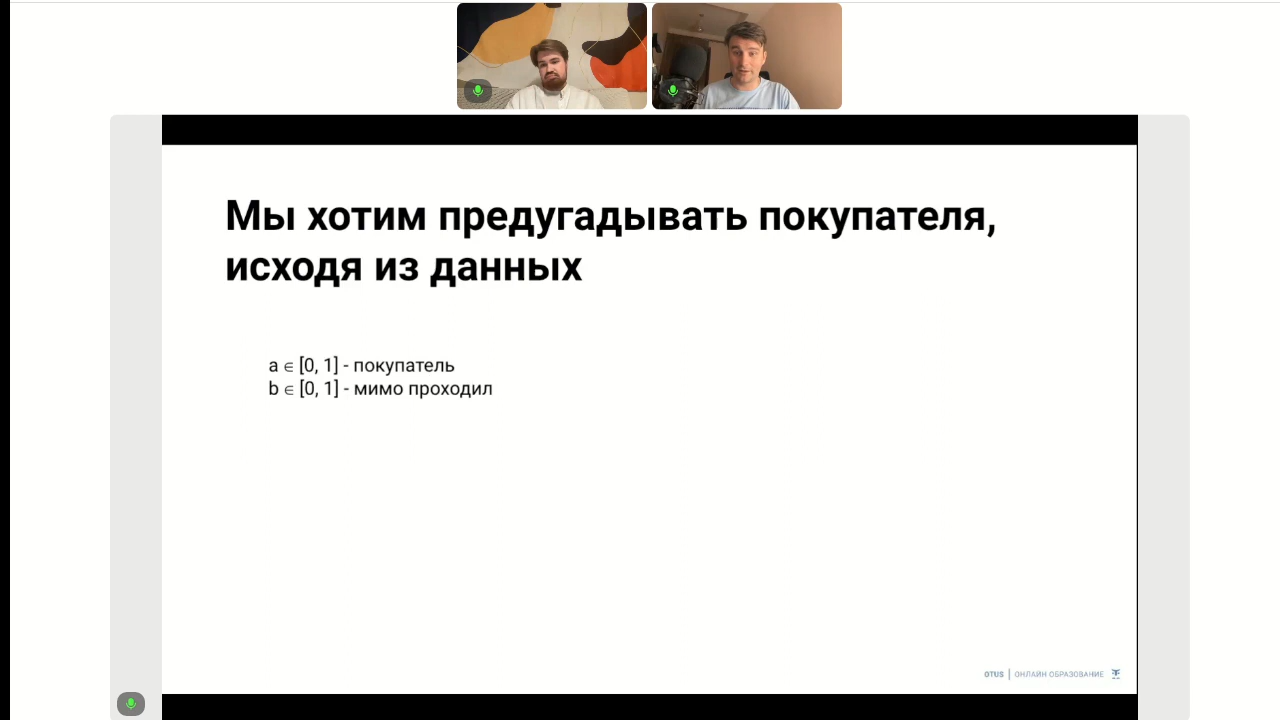 Мы хотим предугадывать покупателя,
исходя из данных
a ∈ [0, 1] - покупатель
b ∈ [0, 1] - мимо проходил
OTUS | ОНЛАЙН ОБРАЗОВАНИЕ